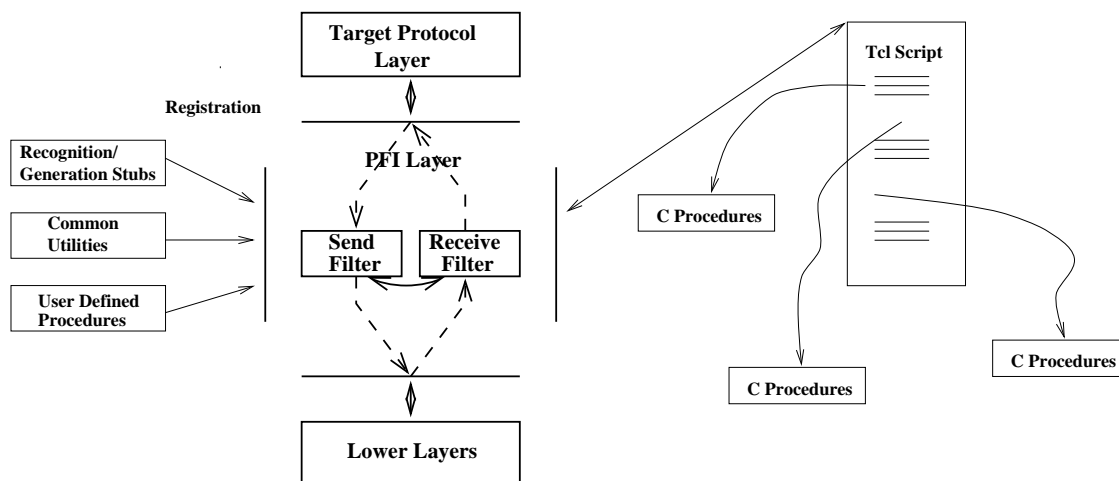 Target Protocol
Layer
Tcl Script
Registration
Recognition/
Generation Stubs
PFI Layer
C Procedures
Common
Utilities
Send
Filter
Receive
Filter
User Defined
Procedures
C Procedures
C Procedures
Lower Layers